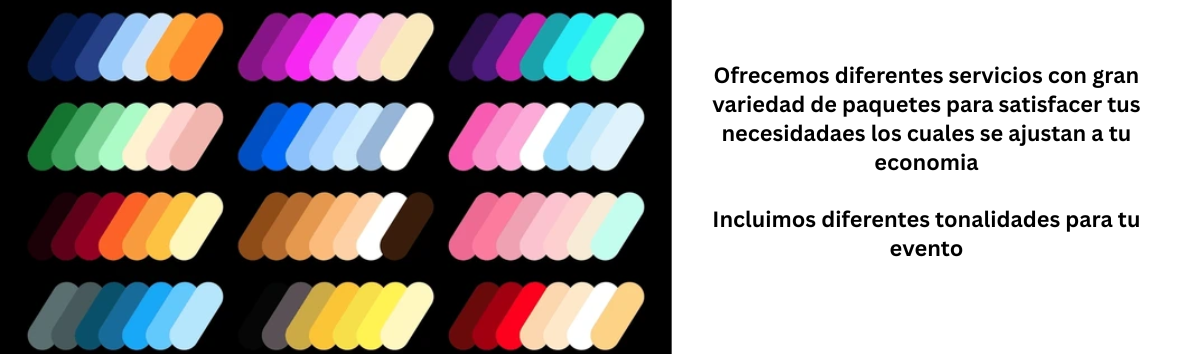 Ofrecemos diferentes servicios con gran
variedad de paquetes para satisfacer tus
necesidadaes los cuales se ajustan a tu
economia
Incluimos diferentes tonalidades para tu
evento